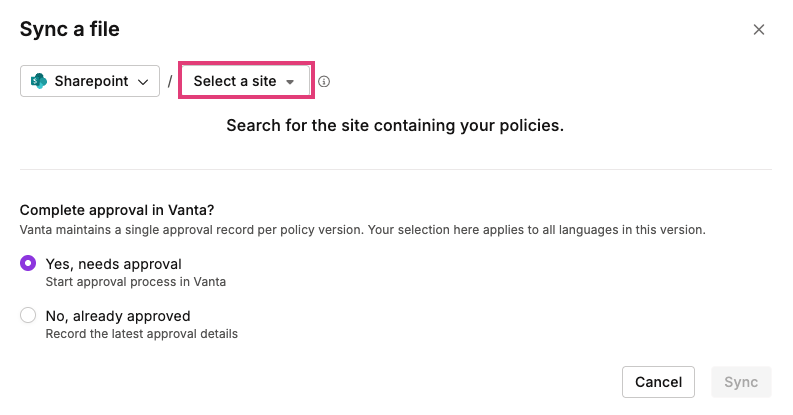 Sync a file
Sharepoint / Select a site
Search for the site containing your policies.
Complete approval in Vanta?
Vanta maintains a single approval record per policy version. Your selection here applies to all languages in this version.
Yes, needs approval
Start approval process in Vanta
No, already approved
Record the latest approval details
Cancel Sync